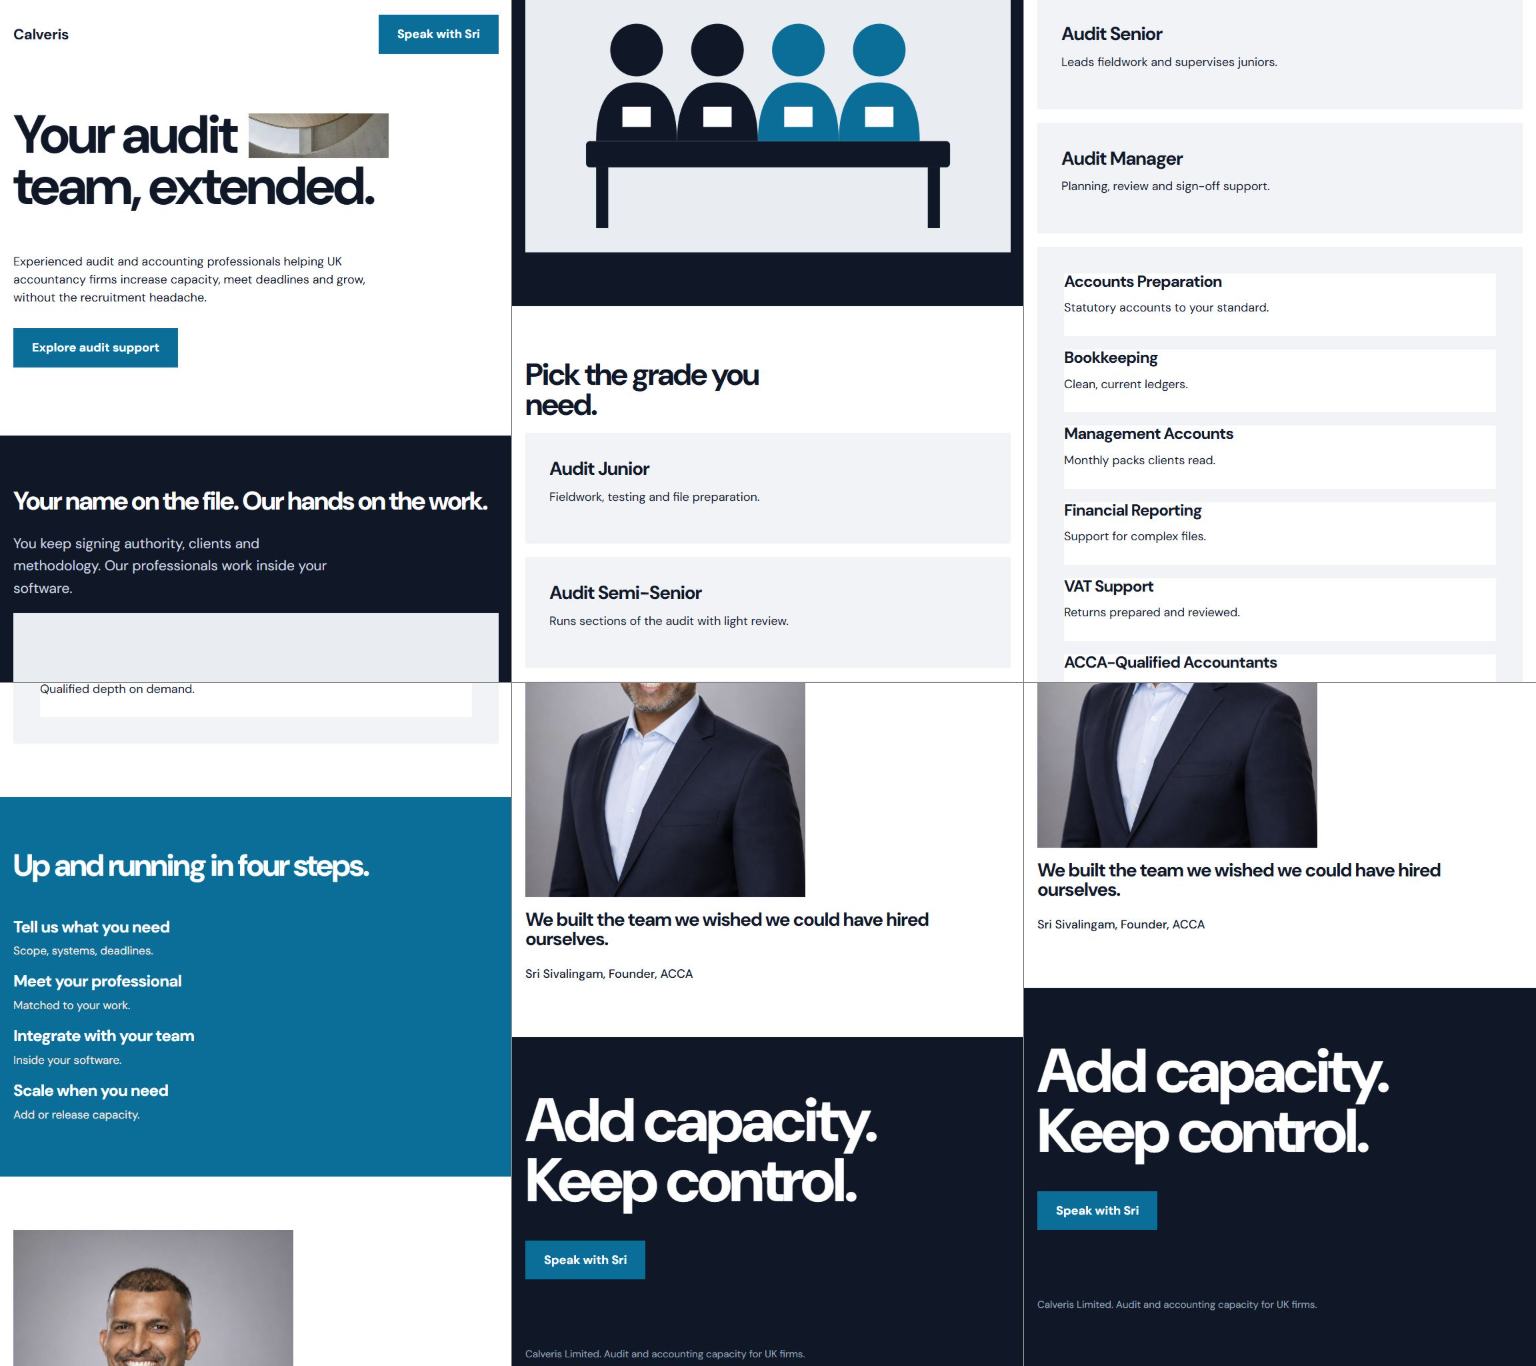 Calveris
Speak with Sri
Your audit
team, extended.
Experienced audit and accounting professionals helping UK
accountancy firms increase capacity, meet deadlines and grow,
without the recruitment headache.
Explore audit support
Your name on the file. Our hands on the work.
You keep signing authority, clients and
methodology. Our professionals work inside your
software.
Pick the grade you
need.
Audit Junior
Fieldwork, testing and file preparation.
Audit Semi-Senior
Runs sections of the audit with light review.
Audit Senior
Leads fieldwork and supervises juniors.
Audit Manager
Planning, review and sign-off support.
Accounts Preparation
Statutory accounts to your standard.
Bookkeeping
Clean, current ledgers.
Management Accounts
Monthly packs clients read.
Financial Reporting
Support for complex files.
VAT Support
Returns prepared and reviewed.
ACCA-Qualified Accountants
Qualified depth on demand.
Up and running in four steps.
Tell us what you need
Scope, systems, deadlines.
Meet your professional
Matched to your work.
Integrate with your team
Inside your software.
Scale when you need
Add or release capacity.
We built the team we wished we could have hired
ourselves.
Sri Sivalingam, Founder, ACCA
Add capacity.
Keep control.
Speak with Sri
Calveris Limited. Audit and accounting capacity for UK firms.
We built the team we wished we could have hired
ourselves.
Sri Sivalingam, Founder, ACCA
Add capacity.
Keep control.
Speak with Sri
Calveris Limited. Audit and accounting capacity for UK firms.